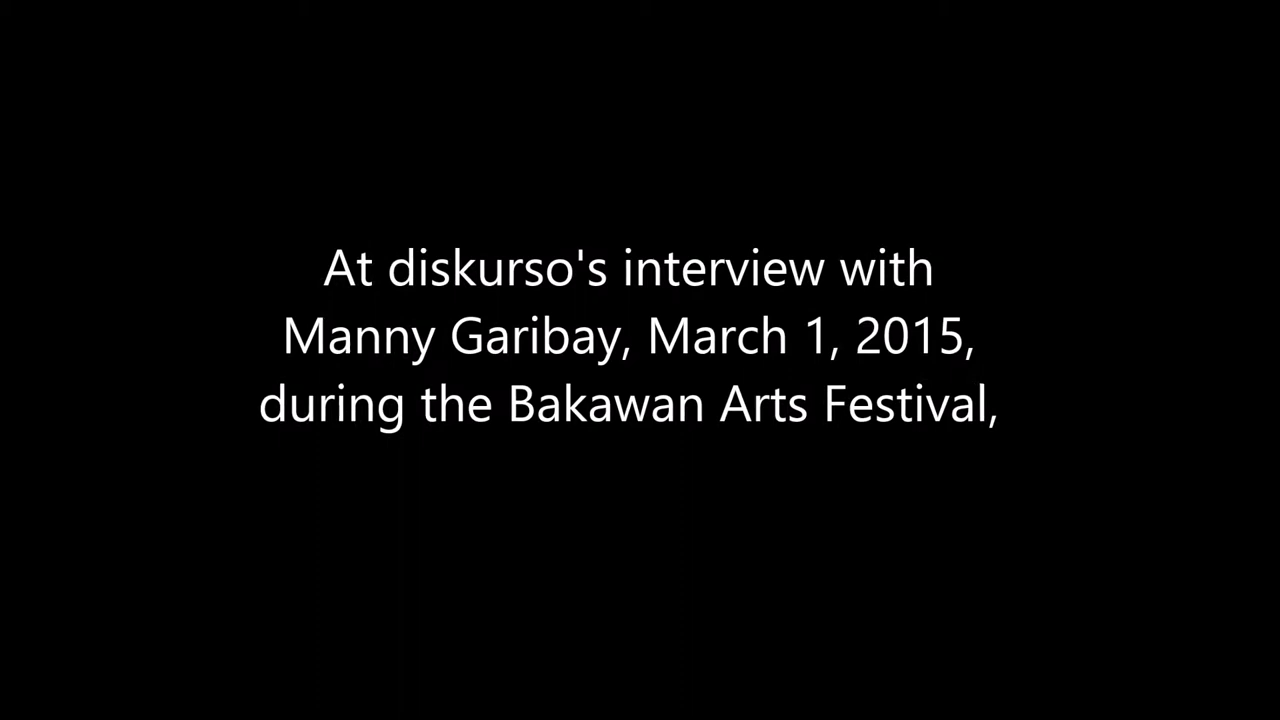 At diskurso's interview with
Manny Garibay, March 1, 2015,
during the Bakawan Arts Festival,